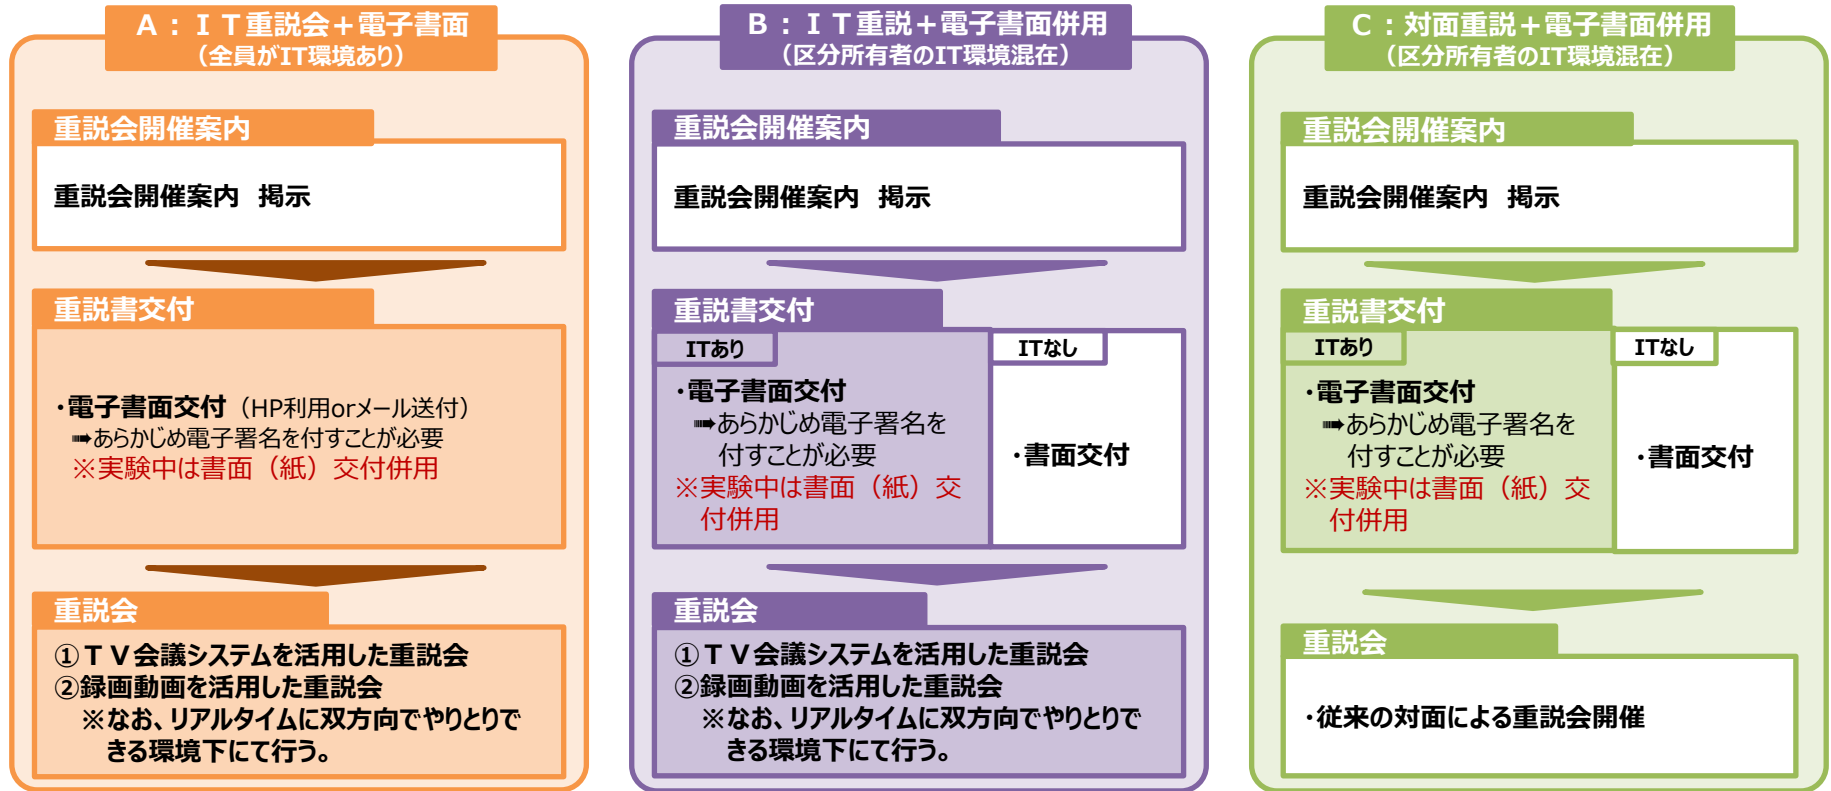 A：ＩＴ重説会＋電子書面
（全員がIT環境あり）
重説会開催案内
重説会開催案内　掲示
重説書交付
・電子書面交付（HP利用orメール送付）
➠あらかじめ電子署名を付すことが必要
※実験中は書面（紙）交付併用
重説会
①ＴＶ会議システムを活用した重説会
②録画動画を活用した重説会
※なお、リアルタイムに双方向でやりとりで
きる環境下にて行う。
B：ＩＴ重説＋電子書面併用
（区分所有者のIT環境混在）
重説会開催案内
重説会開催案内　掲示
重説書交付
ITあり
・電子書面交付
➠あらかじめ電子署名を
付すことが必要
※実験中は書面（紙）交
付併用
ITなし
・書面交付
重説会
①ＴＶ会議システムを活用した重説会
②録画動画を活用した重説会
※なお、リアルタイムに双方向でやりとりで
きる環境下にて行う。
C：対面重説＋電子書面併用
（区分所有者のIT環境混在）
重説会開催案内
重説会開催案内　掲示
重説書交付
ITあり
・電子書面交付
➠あらかじめ電子署名を
付すことが必要
※実験中は書面（紙）交
付併用
ITなし
・書面交付
重説会
・従来の対面による重説会開催